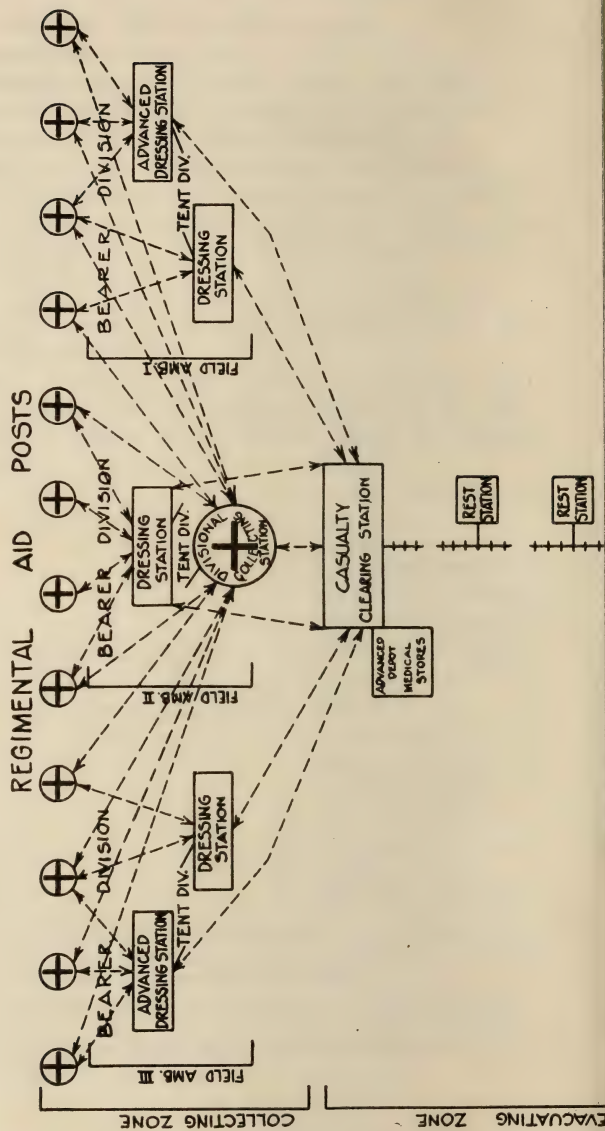 REGIMENTAL AID POSTS
BEARER DIVISION
BEARER DIVISION
BEARER DIVISION
ADVANCED
DRESSING STATION
TENT DIV.
DRESSING
STATION
DRESSING
STATION
TENT DIV.
DRESSING
STATION
TENT DIV.
ADVANCED
DRESSING STATION
FIELD AMB. III
FIELD AMB. II
FIELD AMB. I
DIVISIONAL
COLLECTING
STATION
COLLECTING ZONE
CASUALTY
CLEARING STATION
ADVANCED
DEPOT
MEDICAL
STORES
REST
STATION
REST
STATION
EVACUATING ZONE